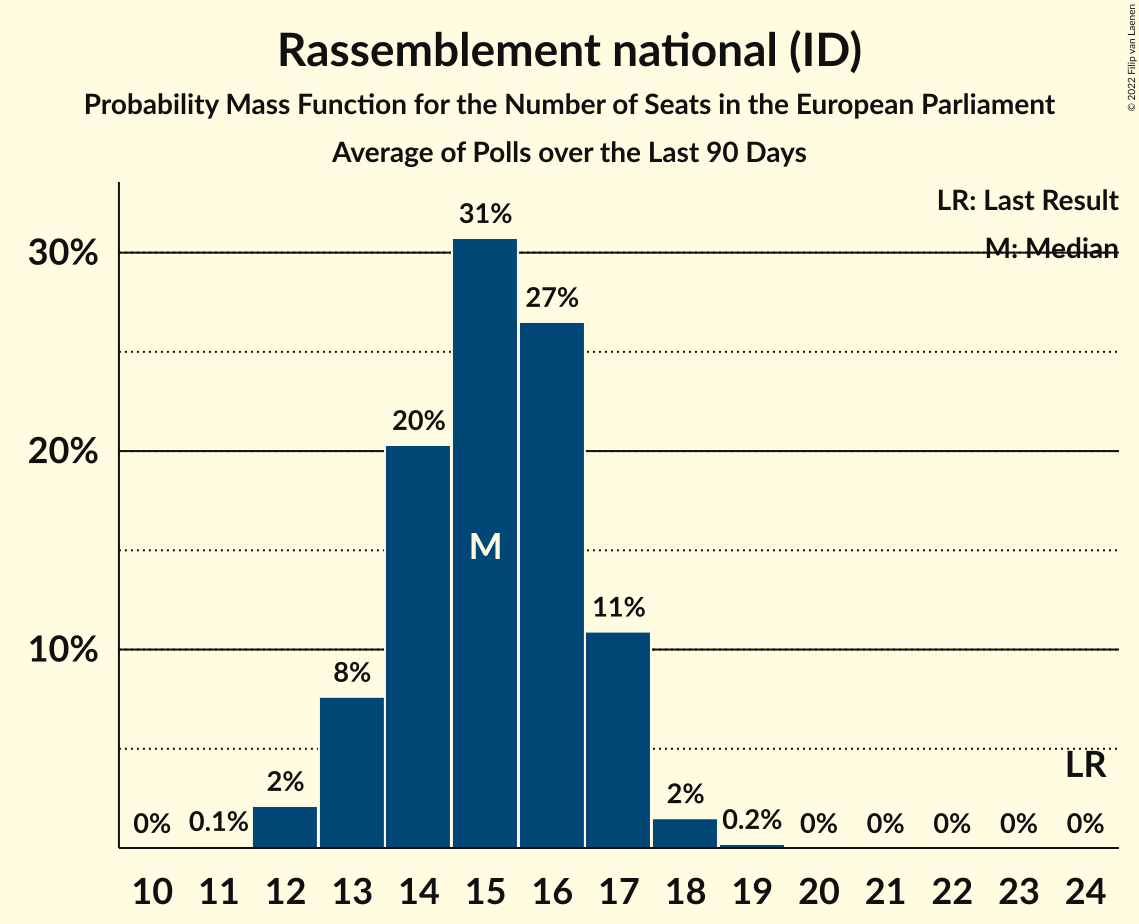 Rassemblement national (ID)
Probability Mass Function for the Number of Seats in the European Parliament
Average of Polls over the Last 90 Days
© 2022 Filip van Laenen
LR: Last Result
M: Median
30%
20%
10%
0%
0.1%
2%
8%
20%
31%
27%
11%
2%
0.2%
0%
0%
0%
0%
0%
M
LR
10 11 12 13 14 15 16 17 18 19 20 21 22 23 24